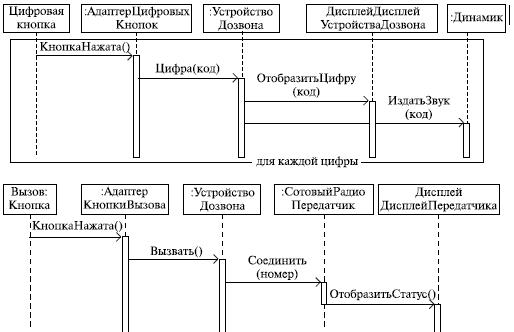 Цифровая
кнопка
:АдаптерЦифровых
Кнопок
:Устройство
Дозвона
ДисплейДисплей
УстройстваДозвона
:Динамик
КнопкаНажата()
Цифра(код)
ОтобразитьЦифру
(код)
ИздатьЗвук
(код)
для каждой цифры
Вызов:
Кнопка
:Адаптер
КнопкиВызова
:Устройство
Дозвона
:СотовыйРадио
Передатчик
Дисплей
ДисплейПередатчика
КнопкаНажата()
Вызвать()
Соединить
(номер)
ОтобразитьСтатус()